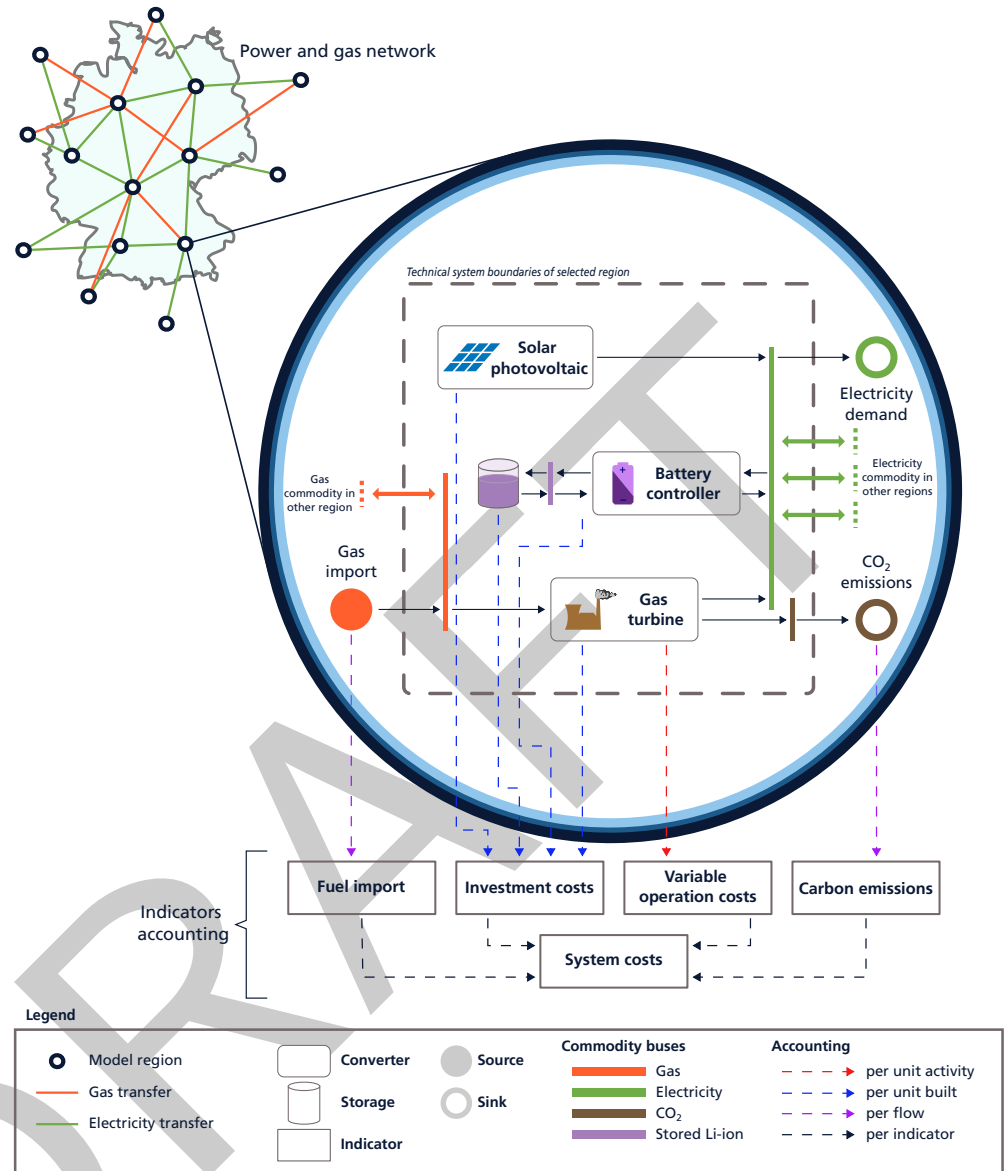 Power and gas network
Technical system boundaries of selected region
Solar
photovoltaic
Electricity
demand
Battery
controller
Electricity
commodity in
other regions
Gas
commodity in
other region
Gas
import
Gas
turbine
CO₂
emissions
Fuel import
Investment costs
Variable
operation costs
Carbon emissions
Indicators
accounting
System costs
Legend
Model region
Gas transfer
Electricity transfer
Converter
Storage
Indicator
Source
Sink
Commodity buses
Gas
Electricity
CO₂
Stored Li-ion
Accounting
per unit activity
per unit built
per flow
per indicator
DRAFT